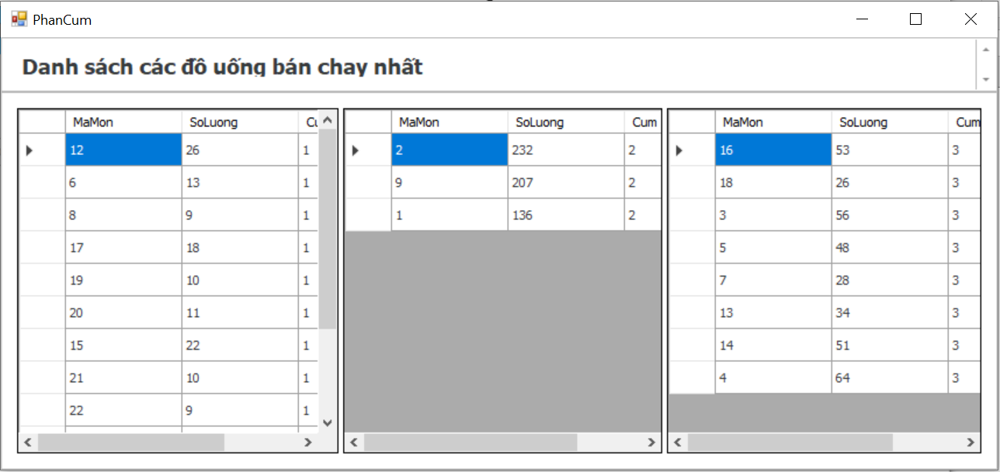 PhanCum
Danh sách các đồ uống bán chạy nhất
MaMon SoLuong
12 26 1
6 13 1
8 9 1
17 18 1
19 10 1
20 11 1
15 22 1
21 10 1
22 9 1
MaMon SoLuong Cum
2 232 2
9 207 2
1 136 2
MaMon SoLuong Cum
16 53 3
18 26 3
3 56 3
5 48 3
7 28 3
13 34 3
14 51 3
4 64 3